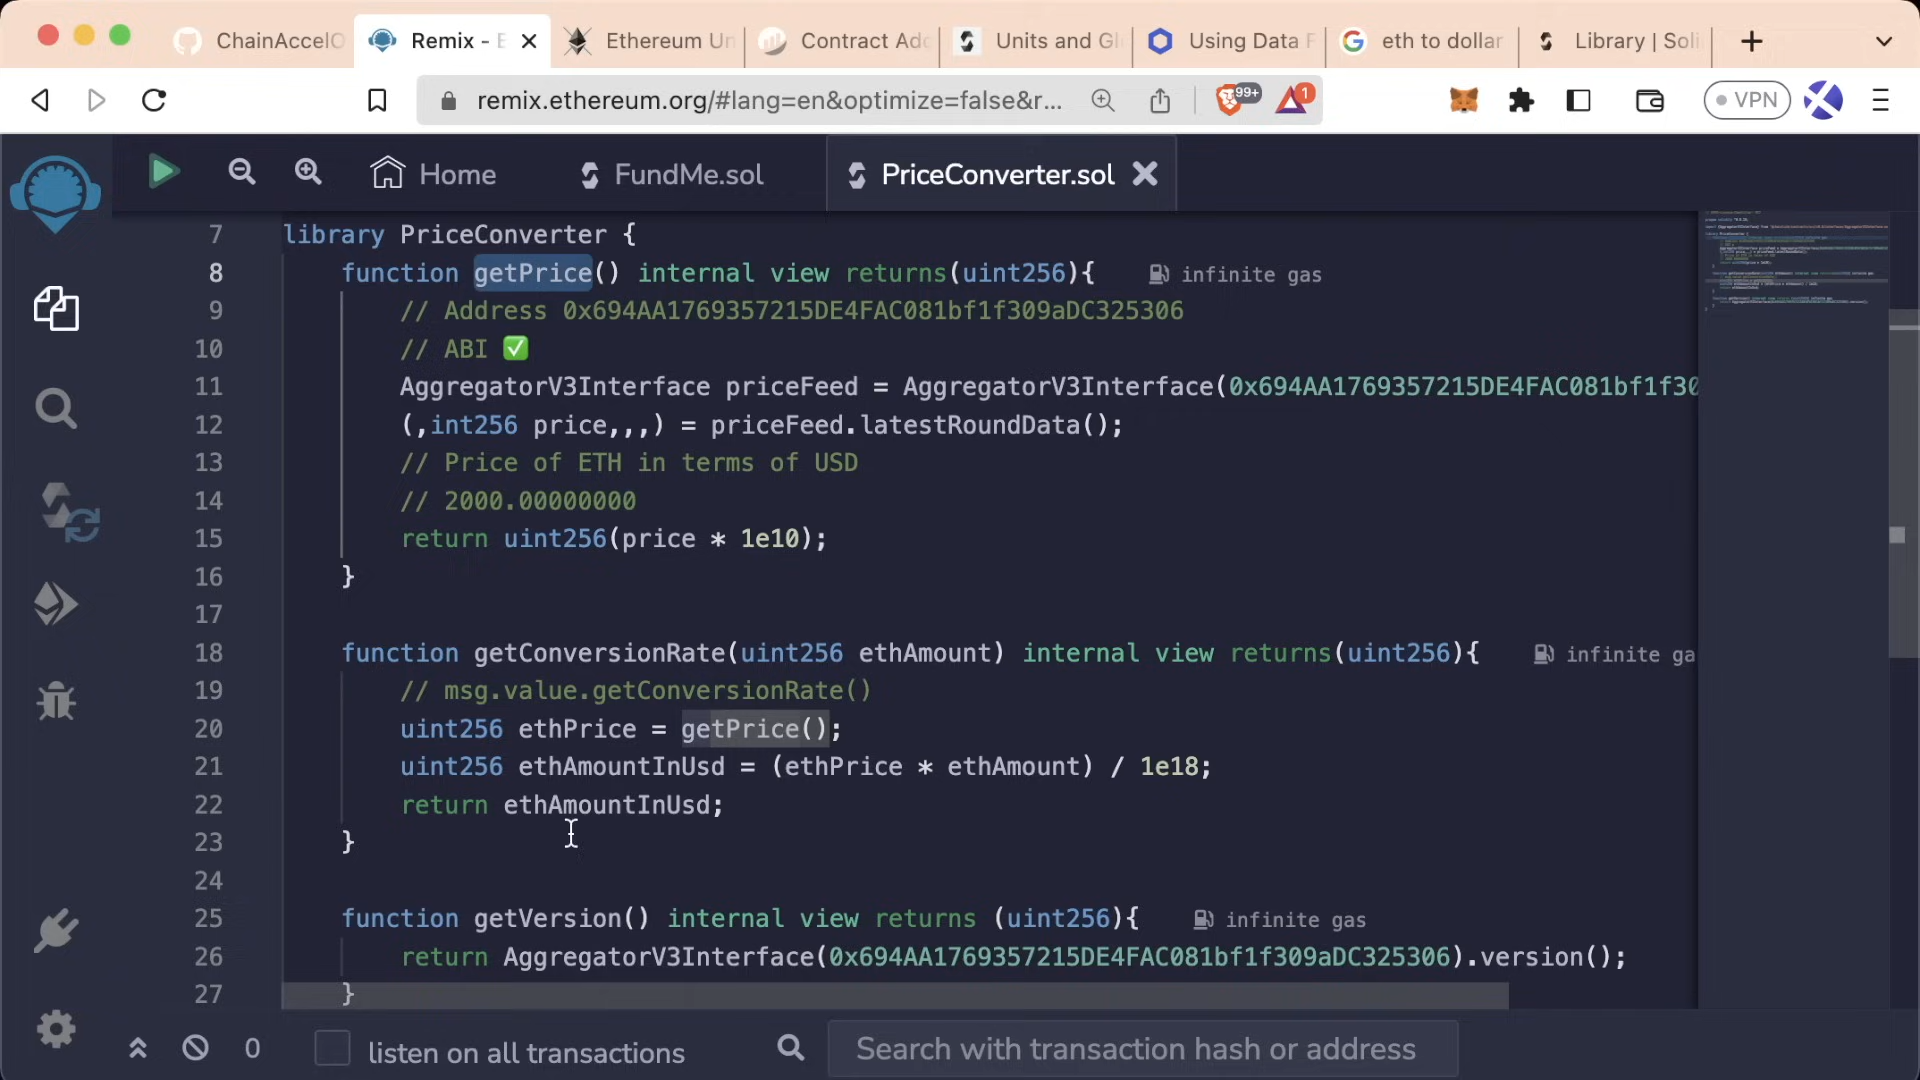 ChainAccelO
Remix - E
Ethereum Un
Contract Add
Units and Gl
Using Data F
eth to dollar
Library | Soli
remix.ethereum.org/#lang=en&optimize=false&r...
99+
1
VPN
Home
FundMe.sol
PriceConverter.sol
7 library PriceConverter {
8 function getPrice() internal view returns(uint256){ infinite gas
9 // Address 0x694AA1769357215DE4FAC081bf1f309aDC325306
10 // ABI ✅
11 AggregatorV3Interface priceFeed = AggregatorV3Interface(0x694AA1769357215DE4FAC081bf1f30
12 (,int256 price,,,) = priceFeed.latestRoundData();
13 // Price of ETH in terms of USD
14 // 2000.00000000
15 return uint256(price * 1e10);
16 }
17
18 function getConversionRate(uint256 ethAmount) internal view returns(uint256){ infinite ga
19 // msg.value.getConversionRate()
20 uint256 ethPrice = getPrice();
21 uint256 ethAmountInUsd = (ethPrice * ethAmount) / 1e18;
22 return ethAmountInUsd;
23 }
24
25 function getVersion() internal view returns (uint256){ infinite gas
26 return AggregatorV3Interface(0x694AA1769357215DE4FAC081bf1f309aDC325306).version();
27 }
0
listen on all transactions
Search with transaction hash or address